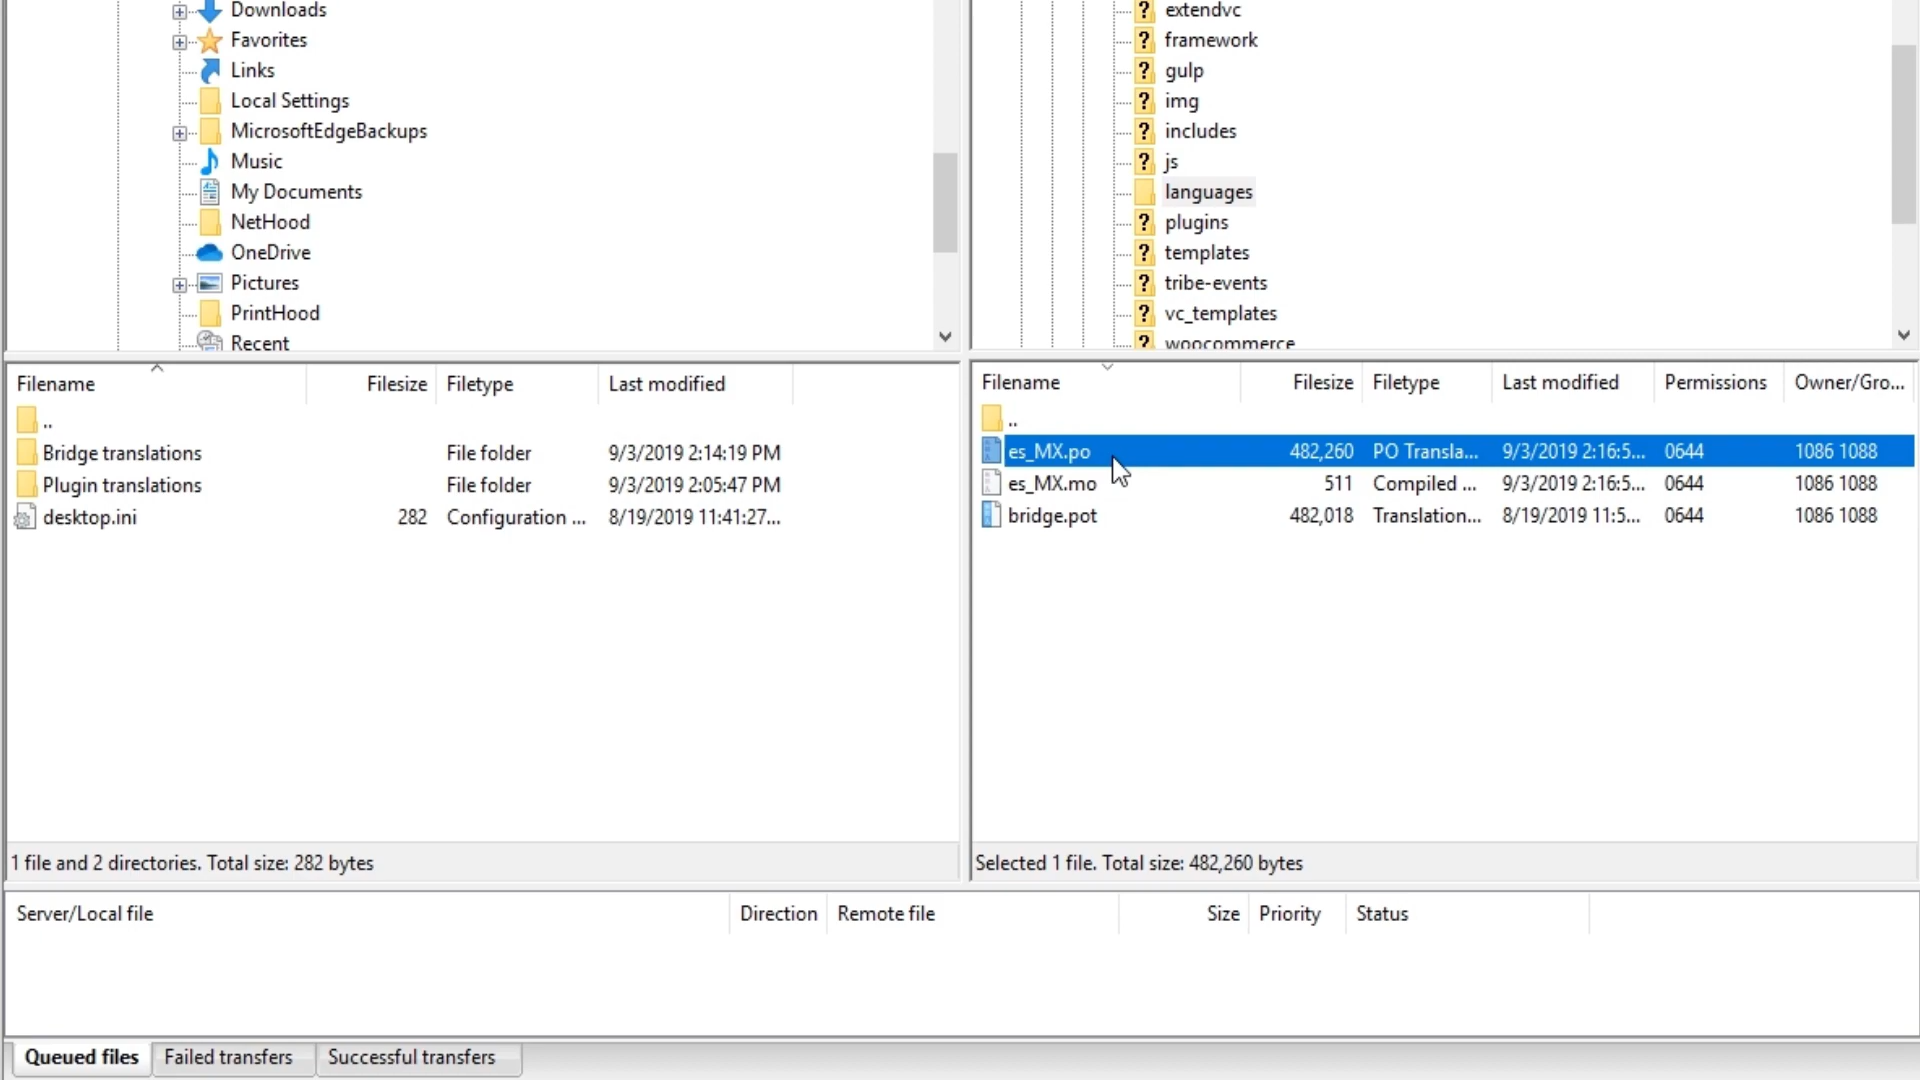 Downloads
Favorites
Links
Local Settings
MicrosoftEdgeBackups
Music
My Documents
NetHood
OneDrive
Pictures
PrintHood
Recent
extendvc
framework
gulp
img
includes
js
languages
plugins
templates
tribe-events
vc_templates
woocommerce
Filename Filesize Filetype Last modified
..
Bridge translations File folder 9/3/2019 2:14:19 PM
Plugin translations File folder 9/3/2019 2:05:47 PM
desktop.ini 282 Configuration ... 8/19/2019 11:41:27...
1 file and 2 directories. Total size: 282 bytes
Filename Filesize Filetype Last modified Permissions Owner/Gro...
..
es_MX.po 482,260 PO Transla... 9/3/2019 2:16:5... 0644 1086 1088
es_MX.mo 511 Compiled ... 9/3/2019 2:16:5... 0644 1086 1088
bridge.pot 482,018 Translation... 8/19/2019 11:5... 0644 1086 1088
Selected 1 file. Total size: 482,260 bytes
Server/Local file Direction Remote file Size Priority Status
Queued files Failed transfers Successful transfers